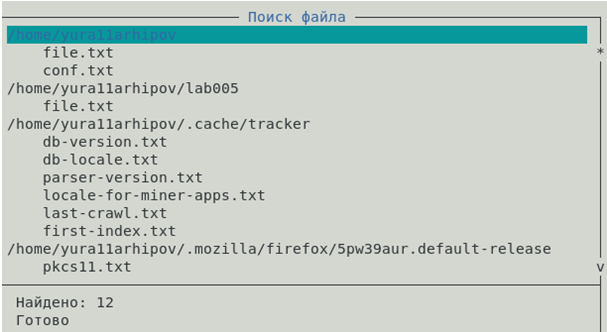 Поиск файла
/home/yura11arhipov
file.txt
conf.txt
/home/yura11arhipov/lab005
file.txt
/home/yura11arhipov/.cache/tracker
db-version.txt
db-locale.txt
parser-version.txt
locale-for-miner-apps.txt
last-crawl.txt
first-index.txt
/home/yura11arhipov/.mozilla/firefox/5pw39aur.default-release
pkcs11.txt
Найдено: 12
Готово